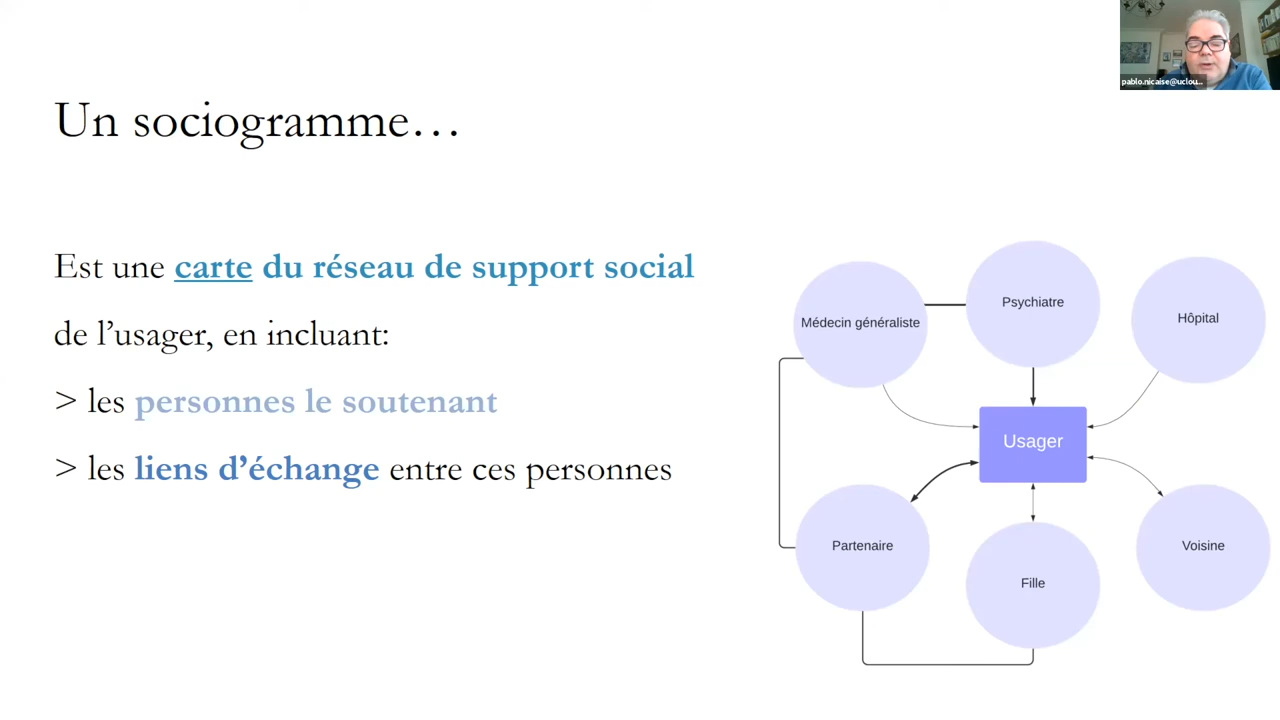 pablo.nicaise@uclou...
Un sociogramme…
Est une carte du réseau de support social
de l’usager, en incluant:
> les personnes le soutenant
> les liens d’échange entre ces personnes
Médecin généraliste
Psychiatre
Hôpital
Usager
Partenaire
Fille
Voisine